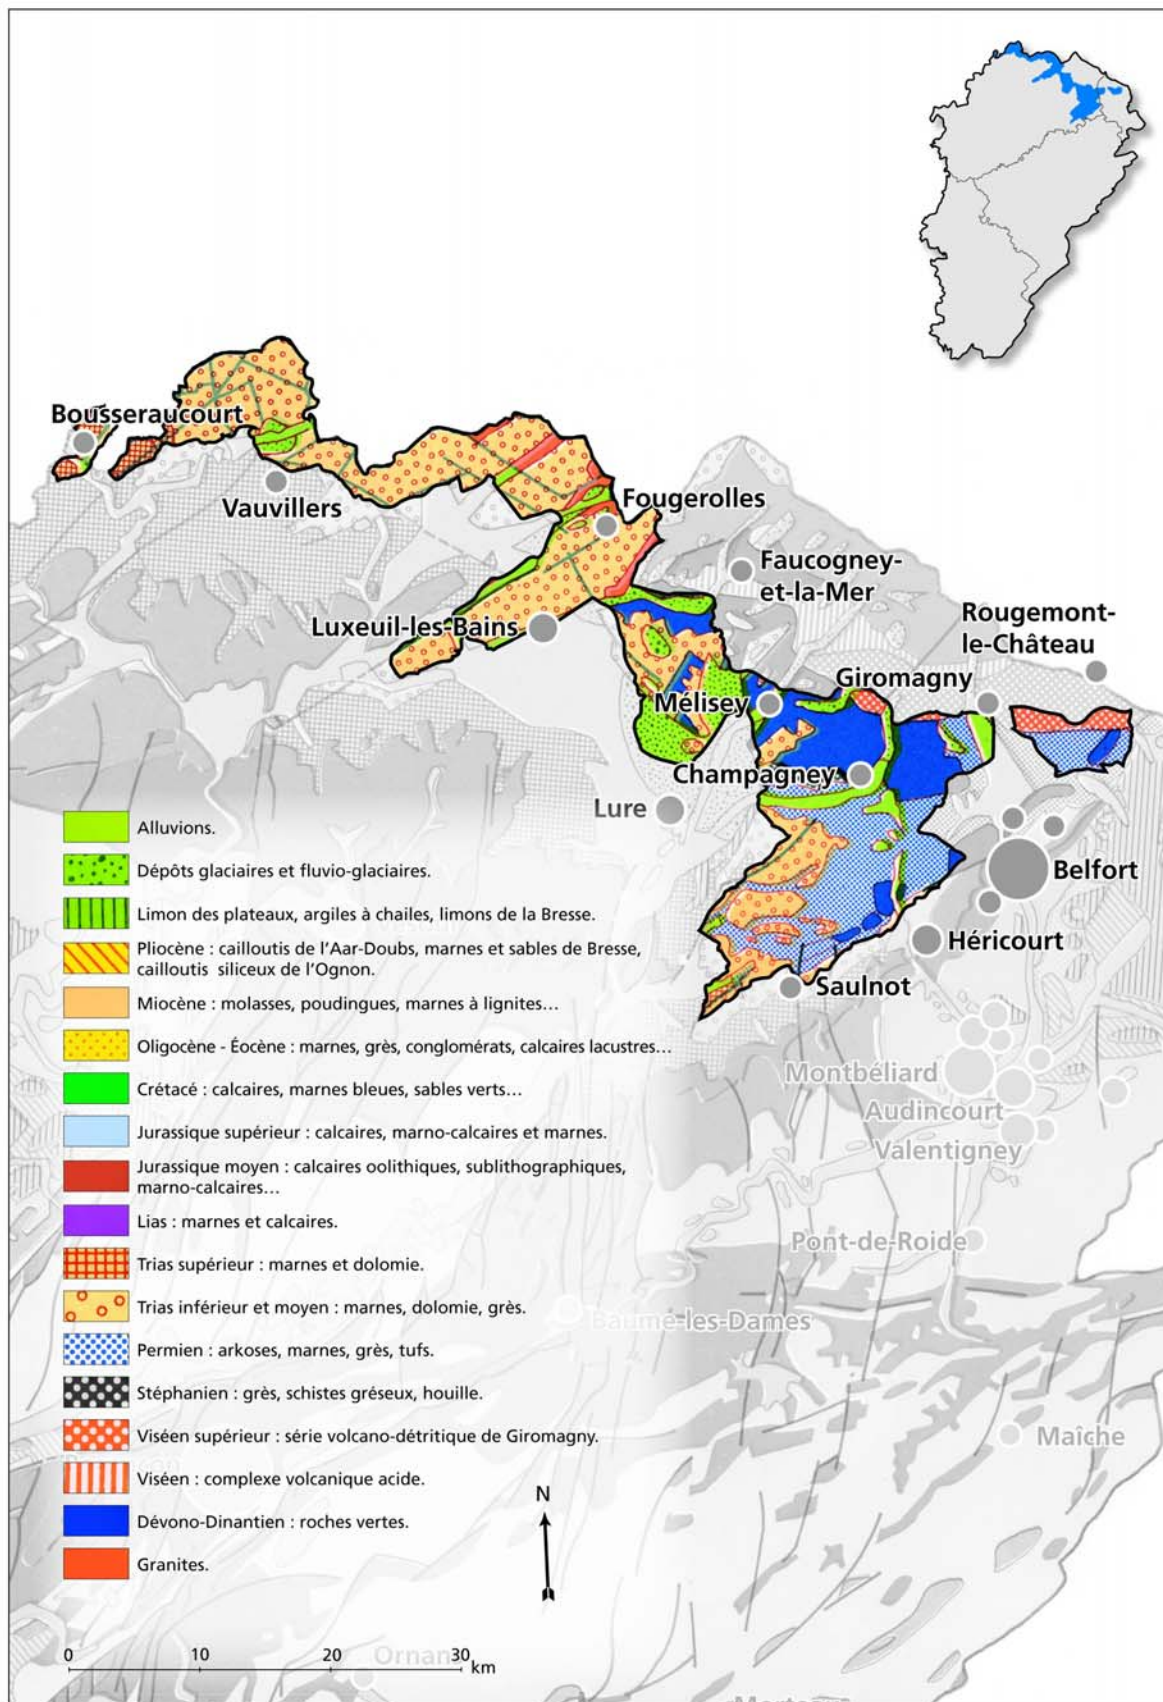 Bousseraucourt
Vauvillers
Fougerolles
Faucogney-
et-la-Mer
Luxeuil-les-Bains
Rougemont-
le-Château
Giromagny
Mélisey
Champagney
Lure
Belfort
Héricourt
Saulnot
Montbéliard
Audincourt
Valentigney
Pont-de-Roide
Baume-les-Dames
Maîche
Alluvions.
Dépôts glaciaires et fluvio-glaciaires.
Limon des plateaux, argiles à chailes, limons de la Bresse.
Pliocène : cailloutis de l'Aar-Doubs, marnes et sables de Bresse,
cailloutis siliceux de l'Ognon.
Miocène : molasses, poudingues, marnes à lignites…
Oligocène - Éocène : marnes, grès, conglomérats, calcaires lacustres…
Crétacé : calcaires, marnes bleues, sables verts…
Jurassique supérieur : calcaires, marno-calcaires et marnes.
Jurassique moyen : calcaires oolithiques, sublithographiques,
marno-calcaires…
Lias : marnes et calcaires.
Trias supérieur : marnes et dolomie.
Trias inférieur et moyen : marnes, dolomie, grès.
Permien : arkoses, marnes, grès, tufs.
Stéphanien : grès, schistes gréseux, houille.
Viséen supérieur : série volcano-détritique de Giromagny.
Viséen : complexe volcanique acide.
Dévono-Dinantien : roches vertes.
Granites.
N
0 10 20 30
km
Ornan